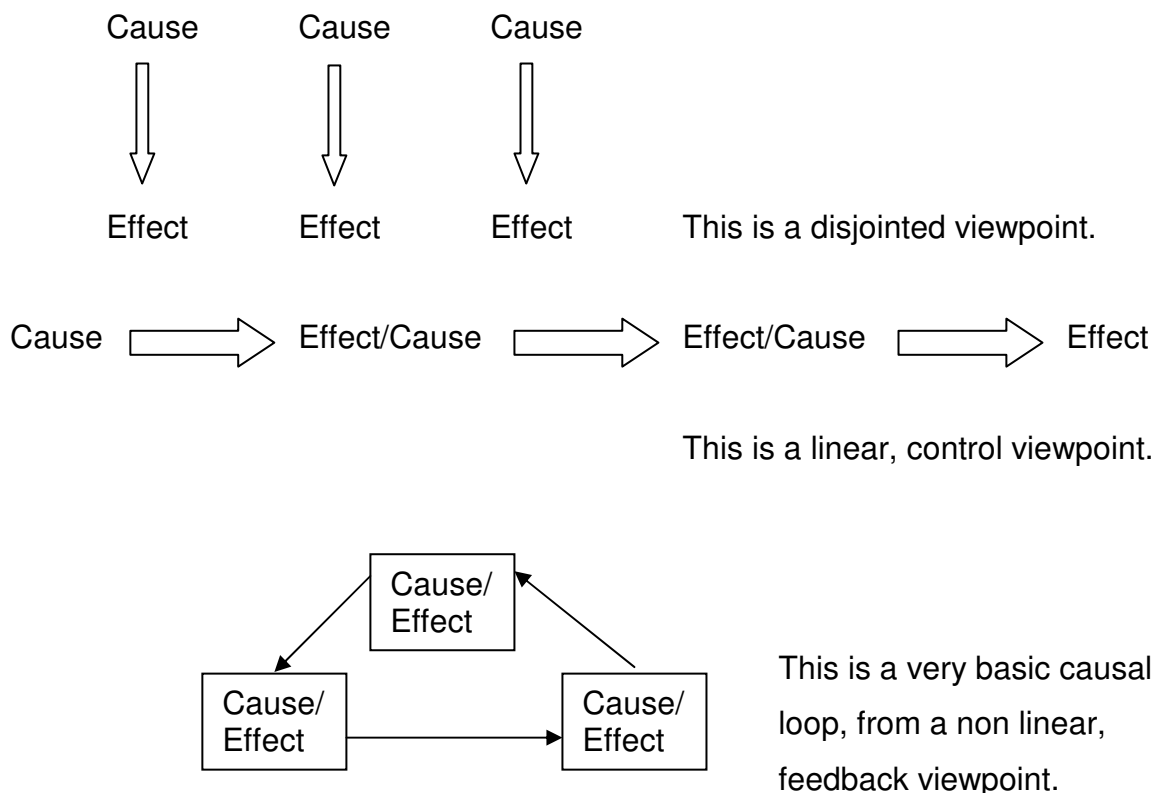 Cause Cause Cause
Effect Effect Effect This is a disjointed viewpoint.
Cause Effect/Cause Effect/Cause Effect
This is a linear, control viewpoint.
Cause/
Effect
Cause/
Effect
Cause/
Effect
This is a very basic causal
loop, from a non linear,
feedback viewpoint.